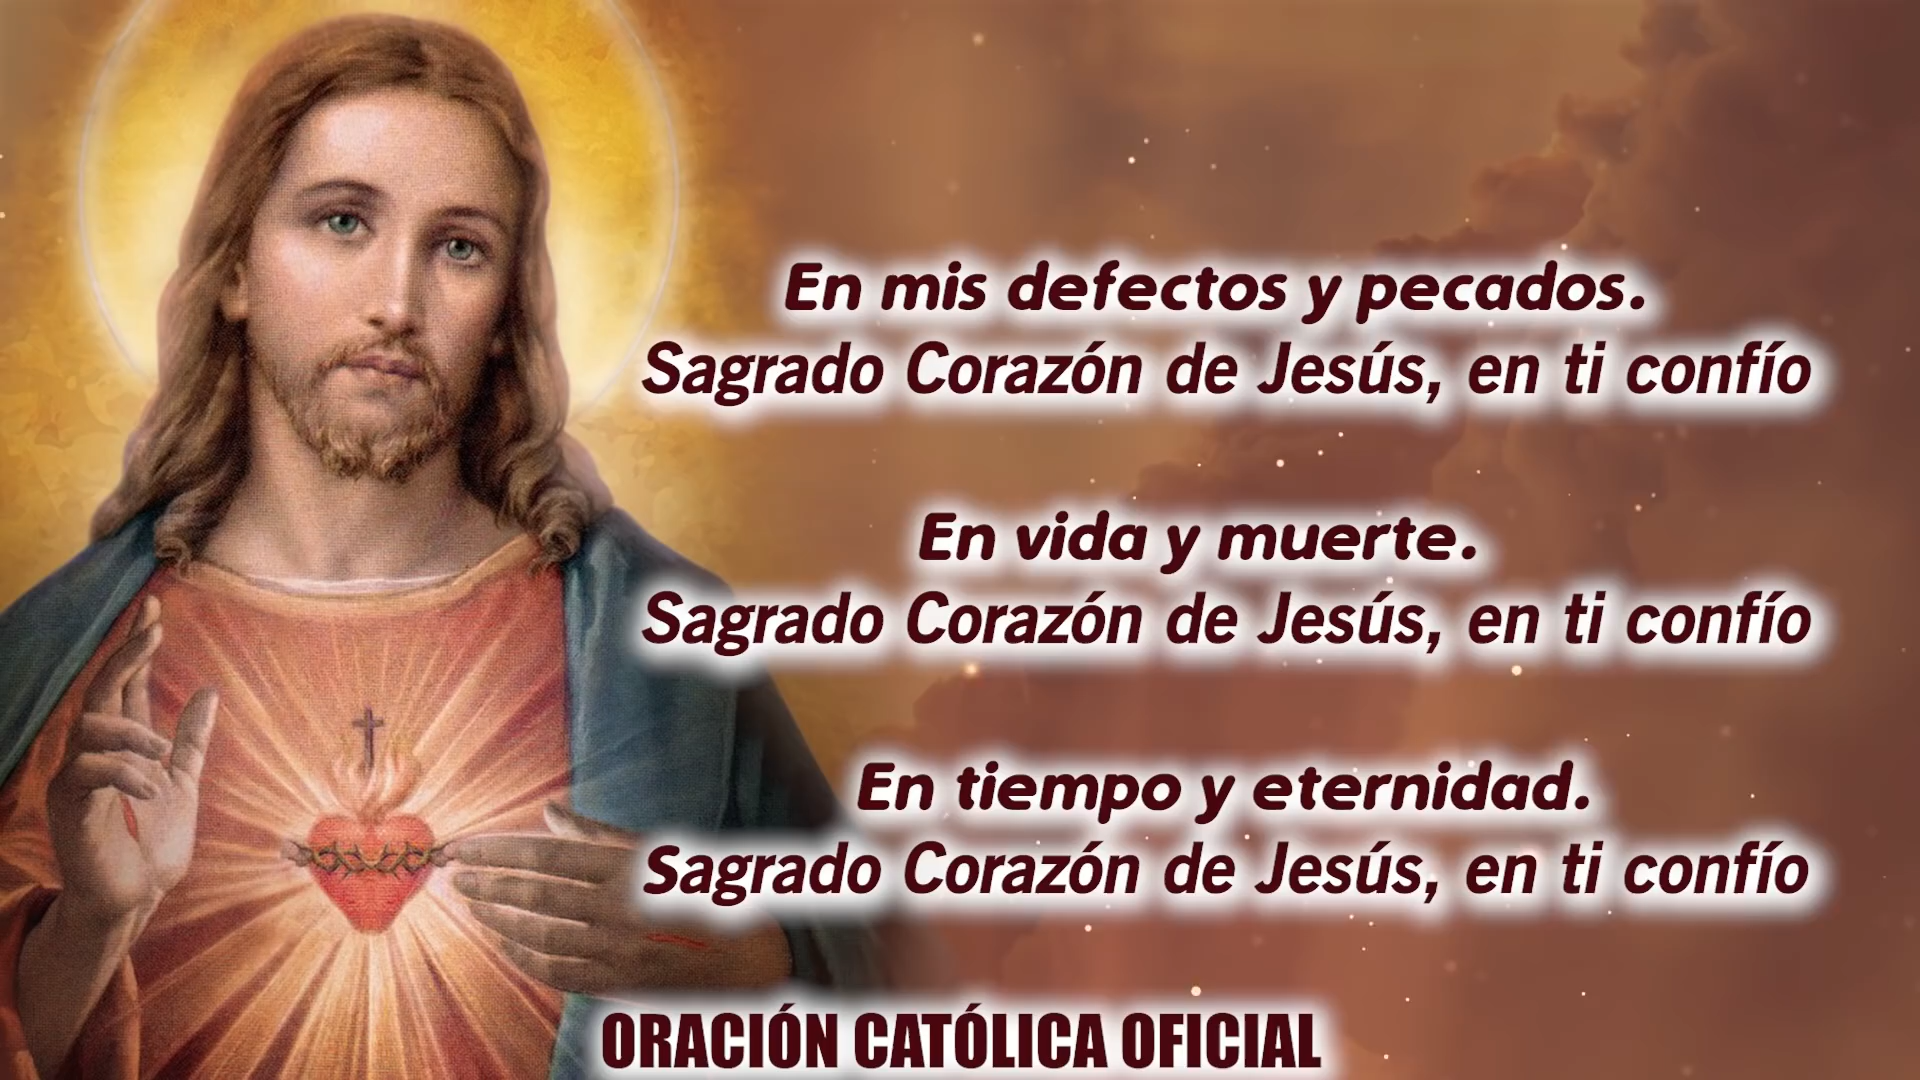 En mis defectos y pecados.
Sagrado Corazón de Jesús, en ti confío
En vida y muerte.
Sagrado Corazón de Jesús, en ti confío
En tiempo y eternidad.
Sagrado Corazón de Jesús, en ti confío
ORACIÓN CATÓLICA OFICIAL